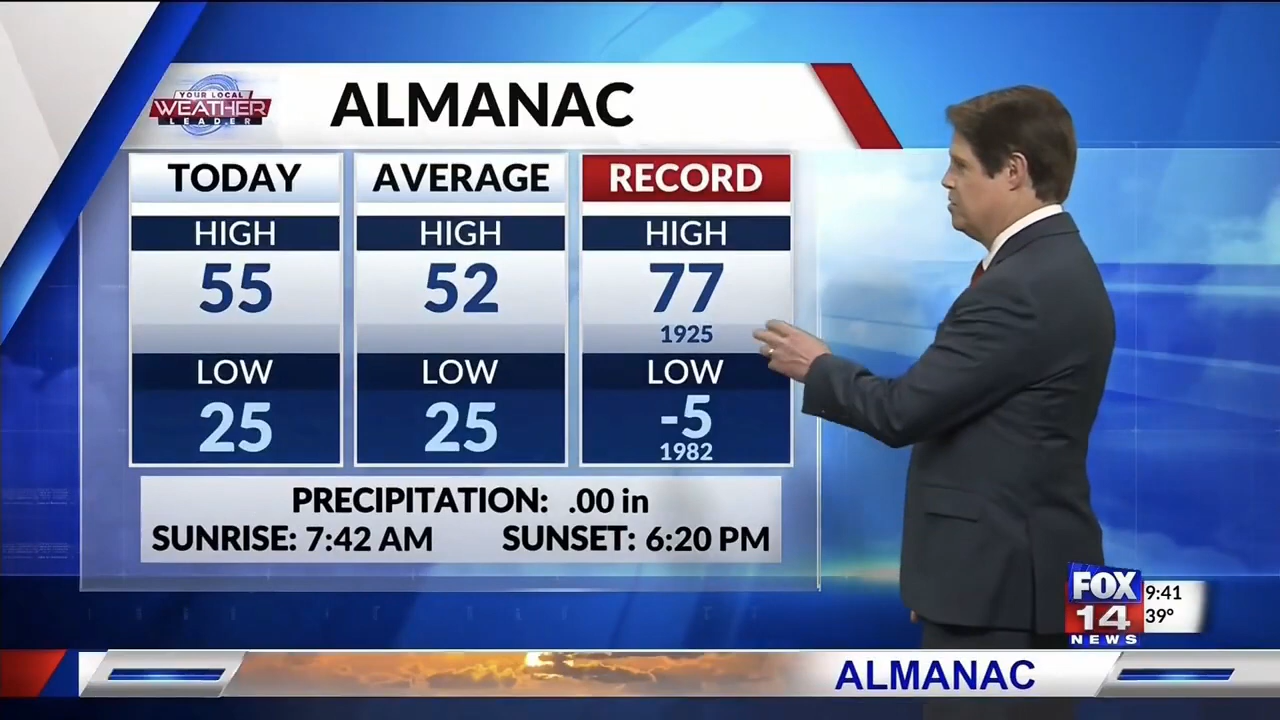 YOUR LOCAL
WEATHER
LEADER
ALMANAC
TODAY
HIGH
55
LOW
25
AVERAGE
HIGH
52
LOW
25
RECORD
HIGH
77
1925
LOW
-5
1982
PRECIPITATION: .00 in
SUNRISE: 7:42 AM SUNSET: 6:20 PM
FOX
14
NEWS
9:41
39°
ALMANAC